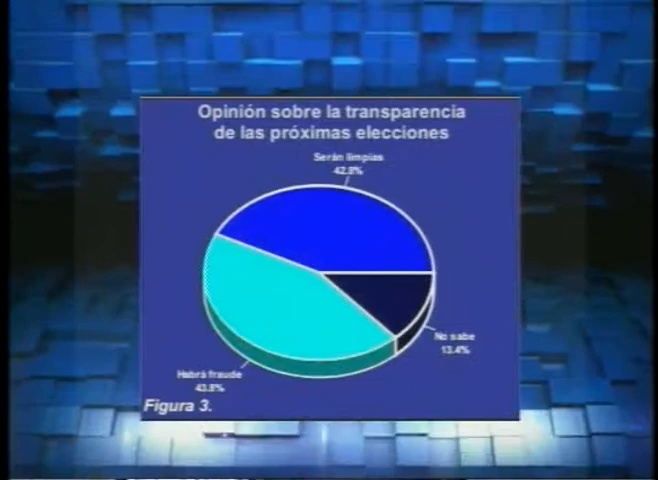 Opinión sobre la transparencia
de las próximas elecciones
Serán limpias
42.8%
No sabe
13.4%
Habrá fraude
43.8%
Figura 3.